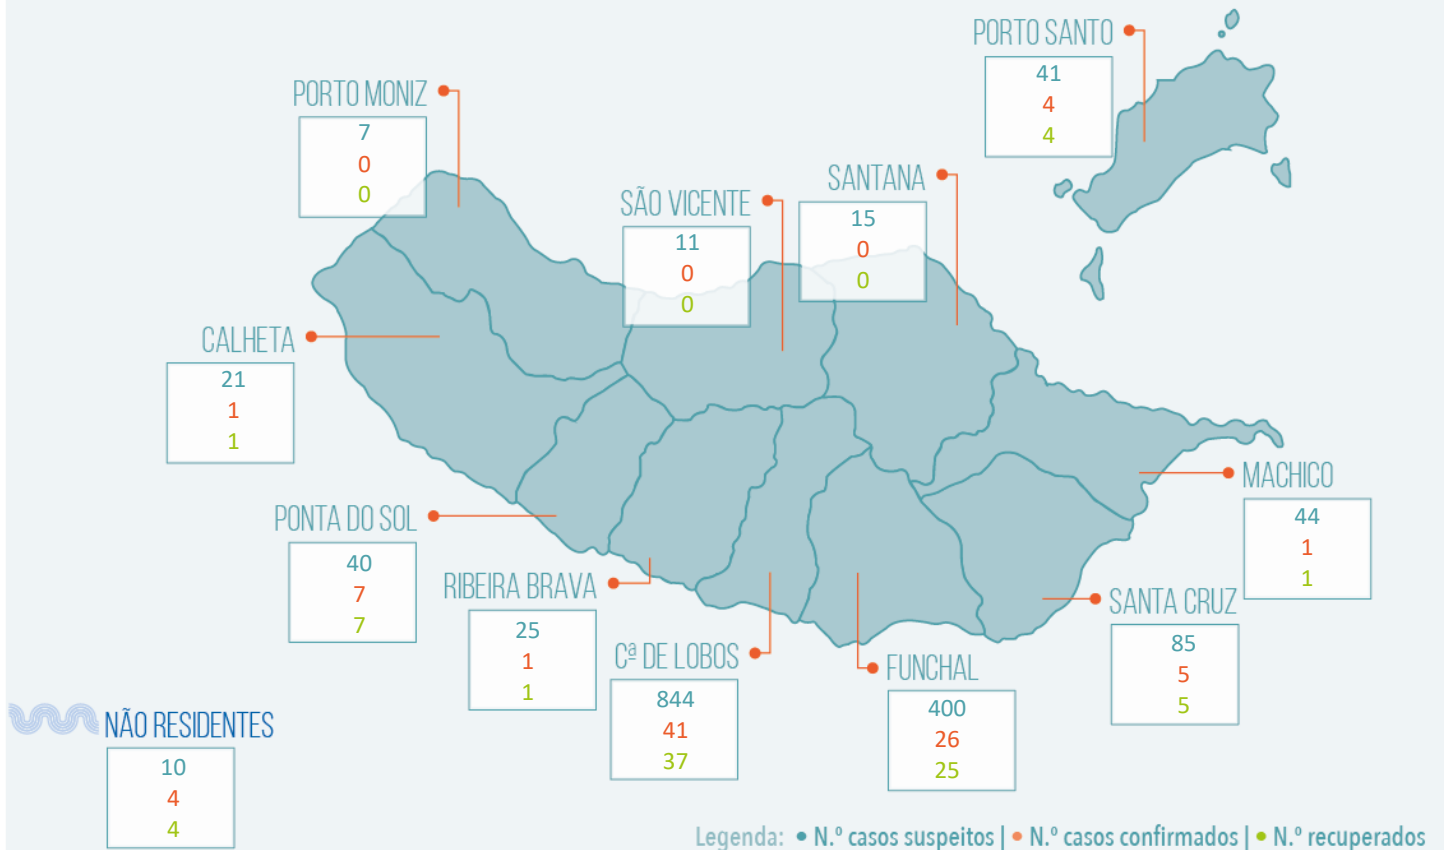 PORTO SANTO
41
4
4
PORTO MONIZ
7
0
0
SANTANA
15
0
0
SÃO VICENTE
11
0
0
CALHETA
21
1
1
MACHICO
44
1
1
PONTA DO SOL
40
7
7
RIBEIRA BRAVA
25
1
1
SANTA CRUZ
85
5
5
Cª DE LOBOS
844
41
37
FUNCHAL
400
26
25
NÃO RESIDENTES
10
4
4
Legenda: • N.º casos suspeitos | • N.º casos confirmados | • N.º recuperados